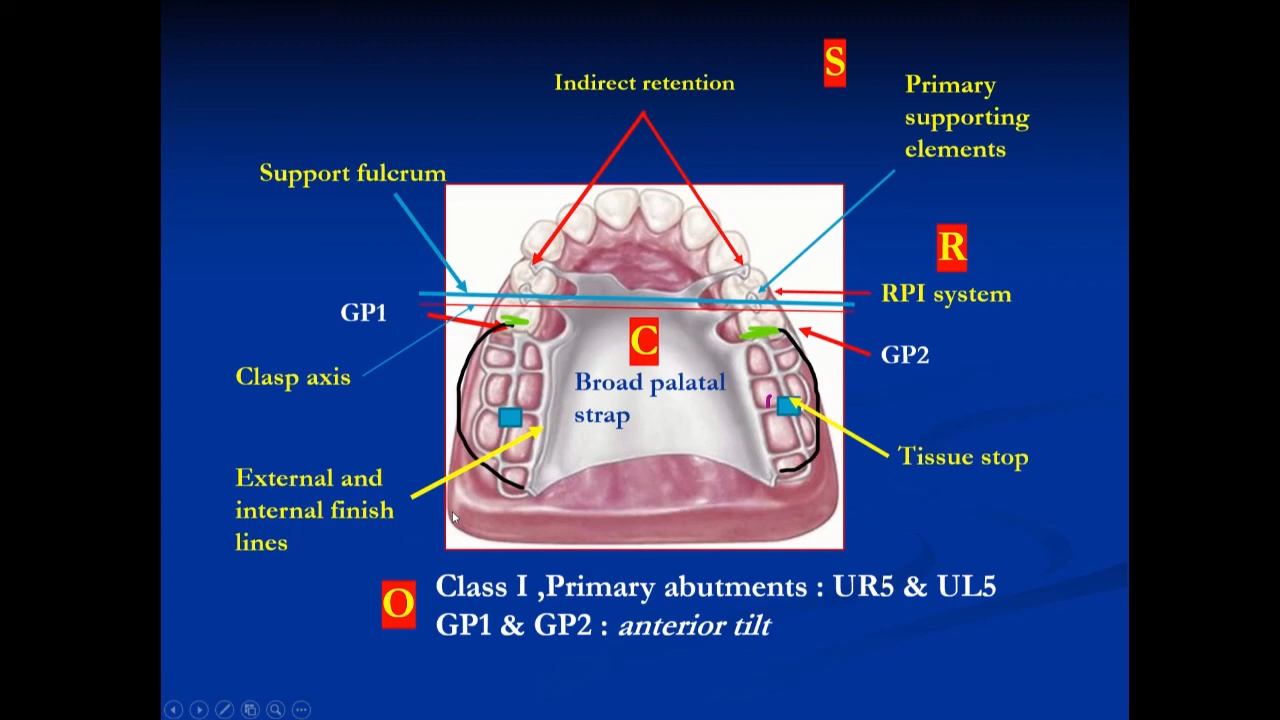 S
Indirect retention
Primary
supporting
elements
Support fulcrum
R
RPI system
GP1
C
GP2
Clasp axis
Broad palatal
strap
Tissue stop
External and
internal finish
lines
O
Class I ,Primary abutments : UR5 & UL5
GP1 & GP2 : anterior tilt